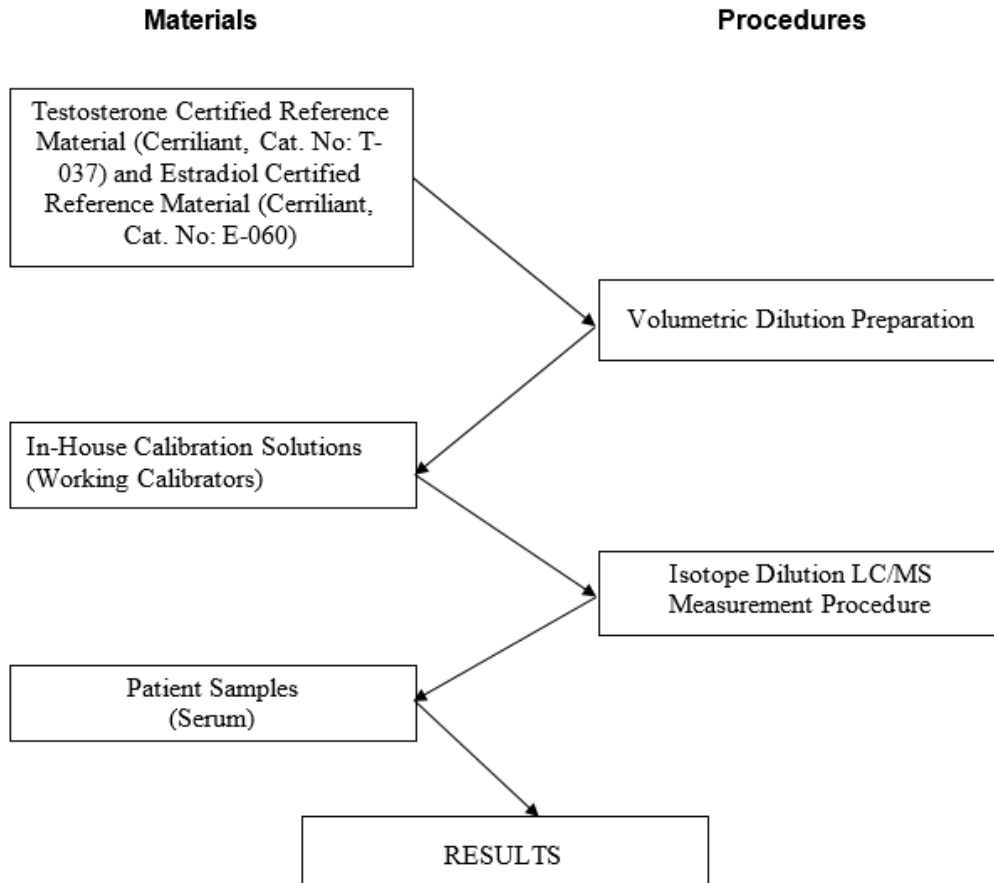 Materials
Procedures
Testosterone Certified Reference
Material (Cerriliant, Cat. No: T-
037) and Estradiol Certified
Reference Material (Cerriliant,
Cat. No: E-060)
Volumetric Dilution Preparation
In-House Calibration Solutions
(Working Calibrators)
Isotope Dilution LC/MS
Measurement Procedure
Patient Samples
(Serum)
RESULTS